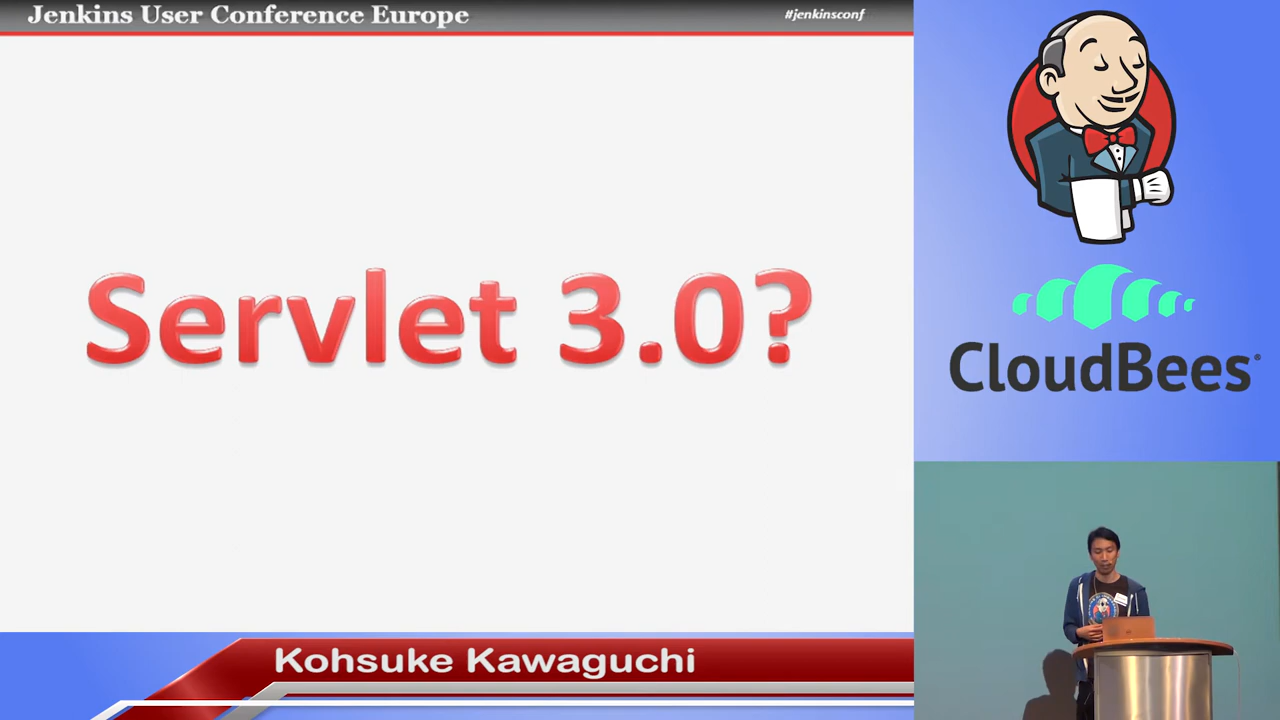 Jenkins User Conference Europe
#jenkinsconf
Servlet 3.0?
CloudBees®
Kohsuke Kawaguchi